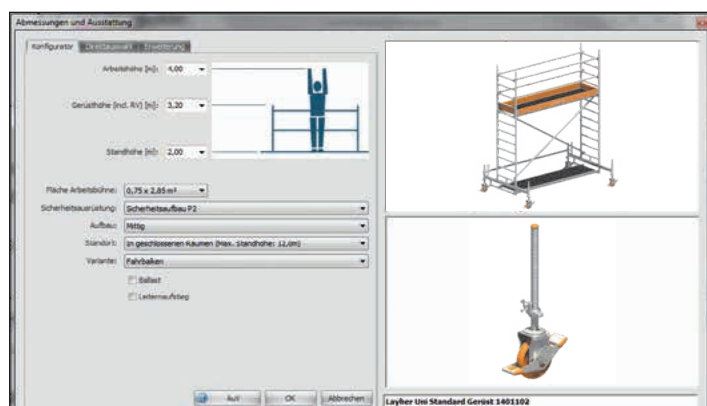 Abmessungen und Ausstattung
Konfigurator Direktauswahl Erweiterung
Arbeitshöhe [m]: 4,00
Gerüsthöhe (incl. RV) [m]: 3,20
Standhöhe [m]: 2,00
Fläche Arbeitsbühne: 0,75 x 2,85 m²
Sicherheitsausrüstung: Sicherheitsaufbau P2
Aufbau: Mittig
Standort: In geschlossenen Räumen (Max. Standhöhe: 12,0m)
Variante: Fahrbalken
Ballast
Leiternaufstieg
OK Abbrechen
Layher Uni Standard Gerüst 1401102